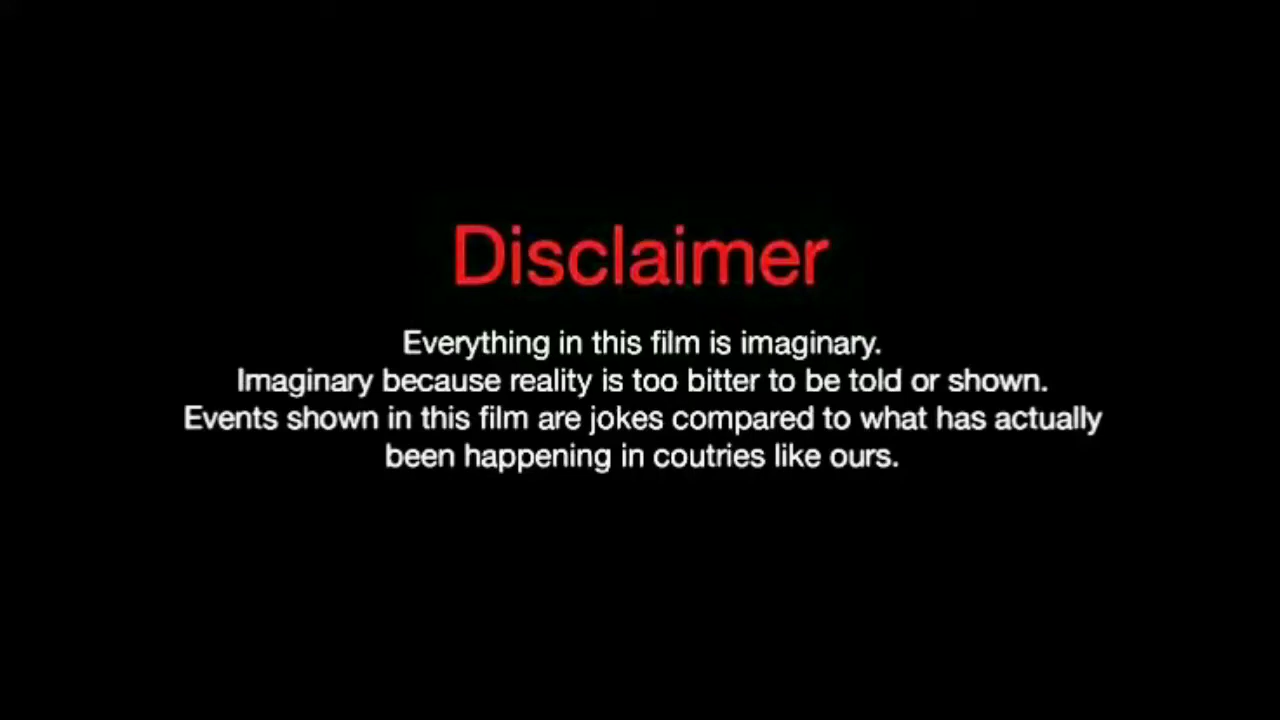 Disclaimer
Everything in this film is imaginary.
Imaginary because reality is too bitter to be told or shown.
Events shown in this film are jokes compared to what has actually
been happening in coutries like ours.